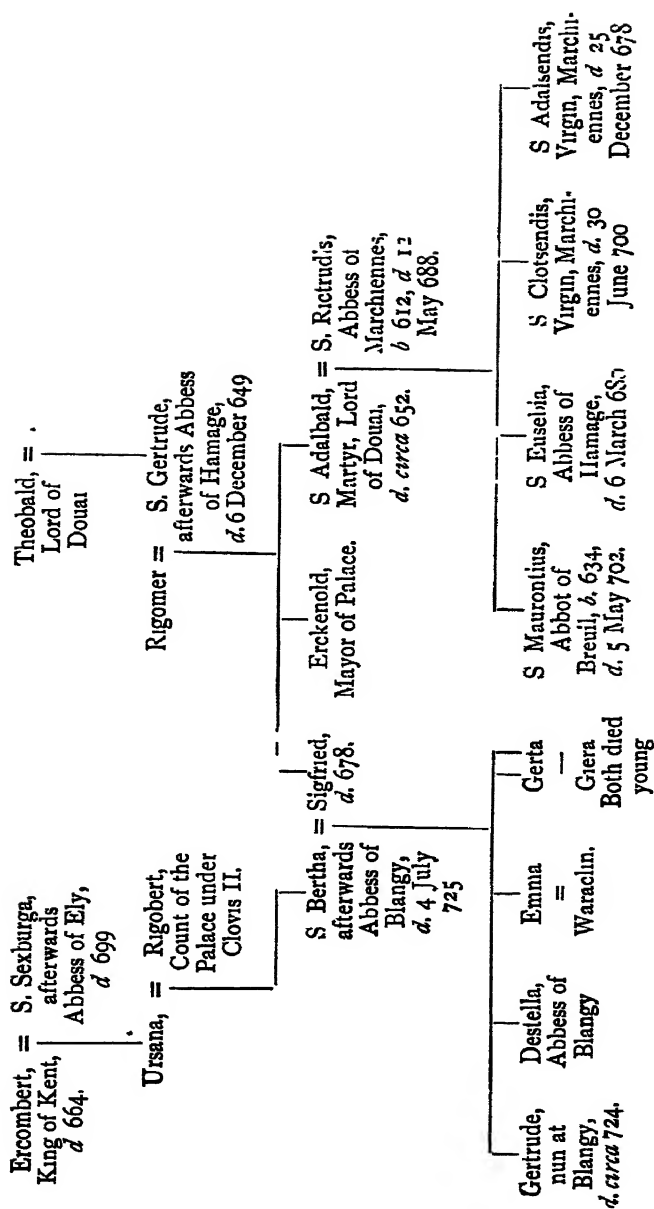 Ercombert, = S. Sexburga,
King of Kent, afterwards
d 664. Abbess of Ely,
d 699
Theobald, = .
Lord of
Douai
Ursana, = Rigobert,
Count of the
Palace under
Clovis II.
Rigomer = S. Gertrude,
afterwards Abbess
of Hamage,
d. 6 December 649
S Bertha, = Sigfried,
afterwards d. 678.
Abbess of
Blangy,
d. 4 July
725
Erckenold,
Mayor of Palace.
S Adalbald, = S. Rictrudis,
Martyr, Lord Abbess of
of Douai, Marchiennes,
d. circa 652. b 612, d 12
May 688.
Gertrude,
nun at
Blangy,
d. circa 724.
Destella,
Abbess of
Blangy
Emma
=
Warachn.
Gerta
—
Giera
Both died
young
S Maurontius,
Abbot of
Breuil, b. 634,
d. 5 May 702.
S Eusebia,
Abbess of
Hamage,
d. 6 March
S Clotsendis,
Virgin, Marchi-
ennes, d. 30
June 700
S Adalsendis,
Virgin, Marchi-
ennes, d 25
December 678